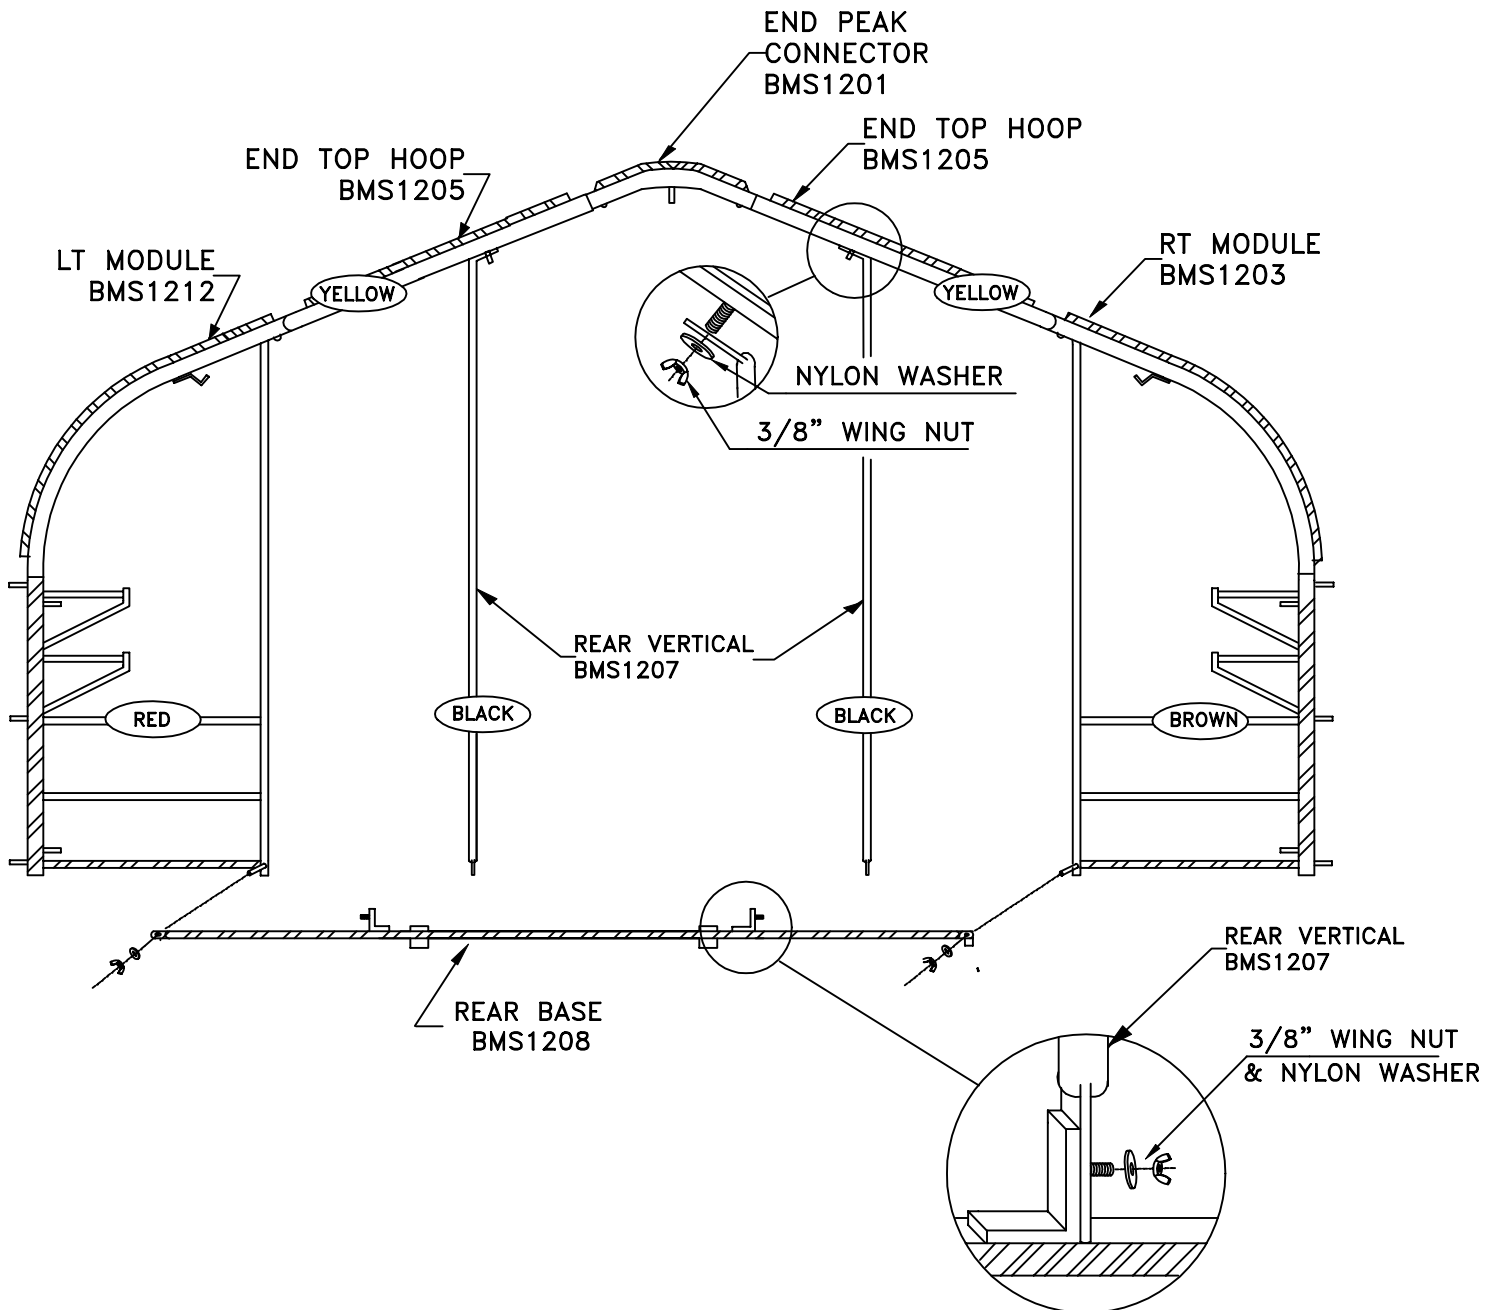 END PEAK
CONNECTOR
BMS1201
END TOP HOOP
BMS1205
END TOP HOOP
BMS1205
LT MODULE
BMS1212
RT MODULE
BMS1203
YELLOW
YELLOW
NYLON WASHER
3/8” WING NUT
REAR VERTICAL
BMS1207
RED
BLACK
BLACK
BROWN
REAR BASE
BMS1208
REAR VERTICAL
BMS1207
3/8” WING NUT
& NYLON WASHER